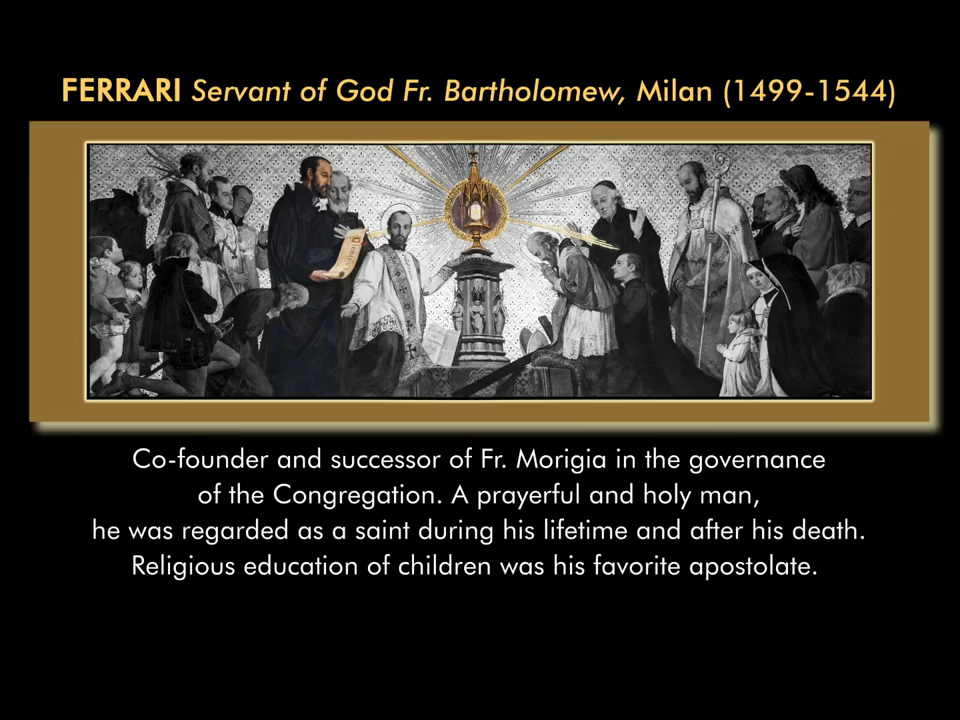 FERRARI Servant of God Fr. Bartholomew, Milan (1499-1544)
Co-founder and successor of Fr. Morigia in the governance
of the Congregation. A prayerful and holy man,
he was regarded as a saint during his lifetime and after his death.
Religious education of children was his favorite apostolate.